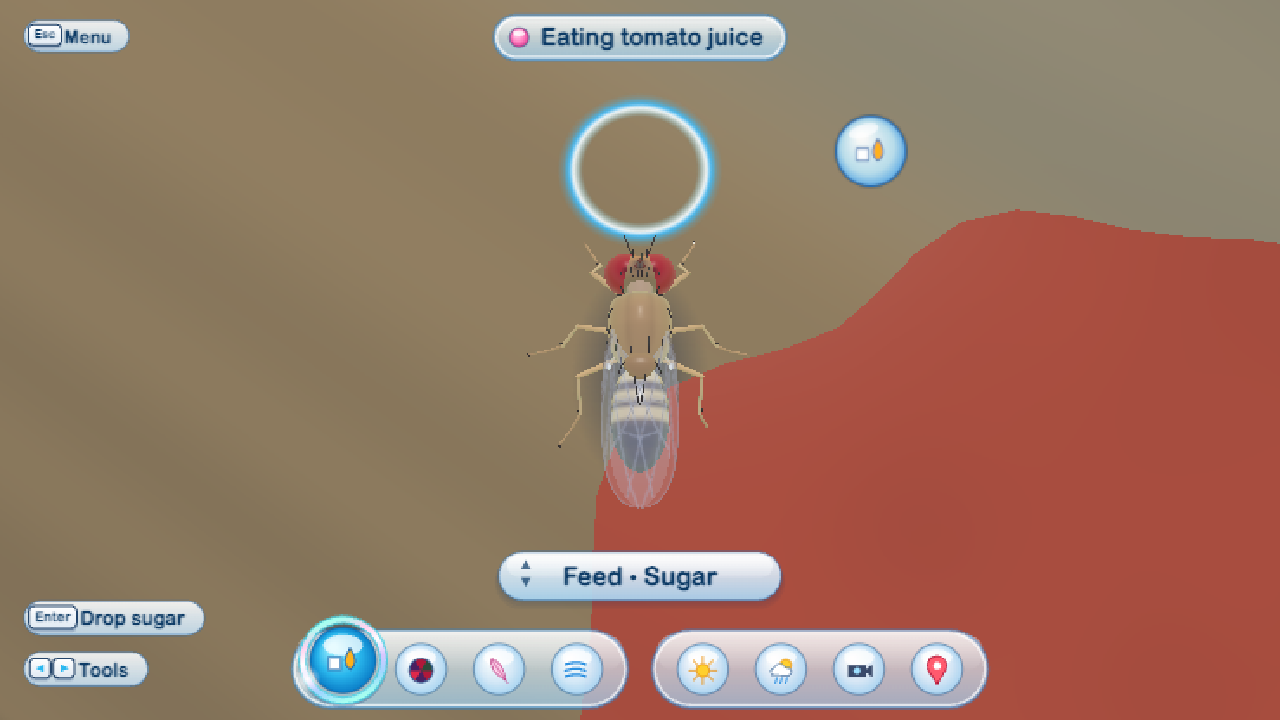 Esc Menu
Eating tomato juice
Feed • Sugar
Enter Drop sugar
Tools